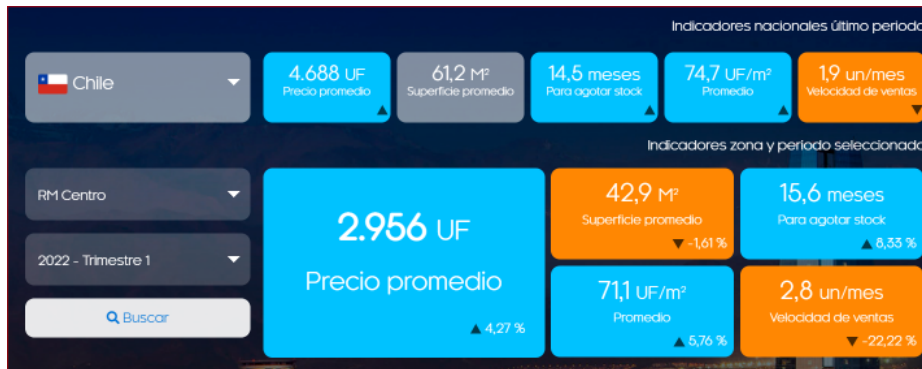 Indicadores nacionales último periodo
Chile
4.688 UF
Precio promedio
61,2 M²
Superficie promedio
14,5 meses
Para agotar stock
74,7 UF/m²
Promedio
1,9 un/mes
Velocidad de ventas
Indicadores zona y periodo seleccionado
RM Centro
2022 - Trimestre 1
Buscar
2.956 UF
Precio promedio
▲ 4,27 %
42,9 M²
Superficie promedio
▼ -1,61 %
15,6 meses
Para agotar stock
▲ 8,33 %
71,1 UF/m²
Promedio
▲ 5,76 %
2,8 un/mes
Velocidad de ventas
▼ -22,22 %